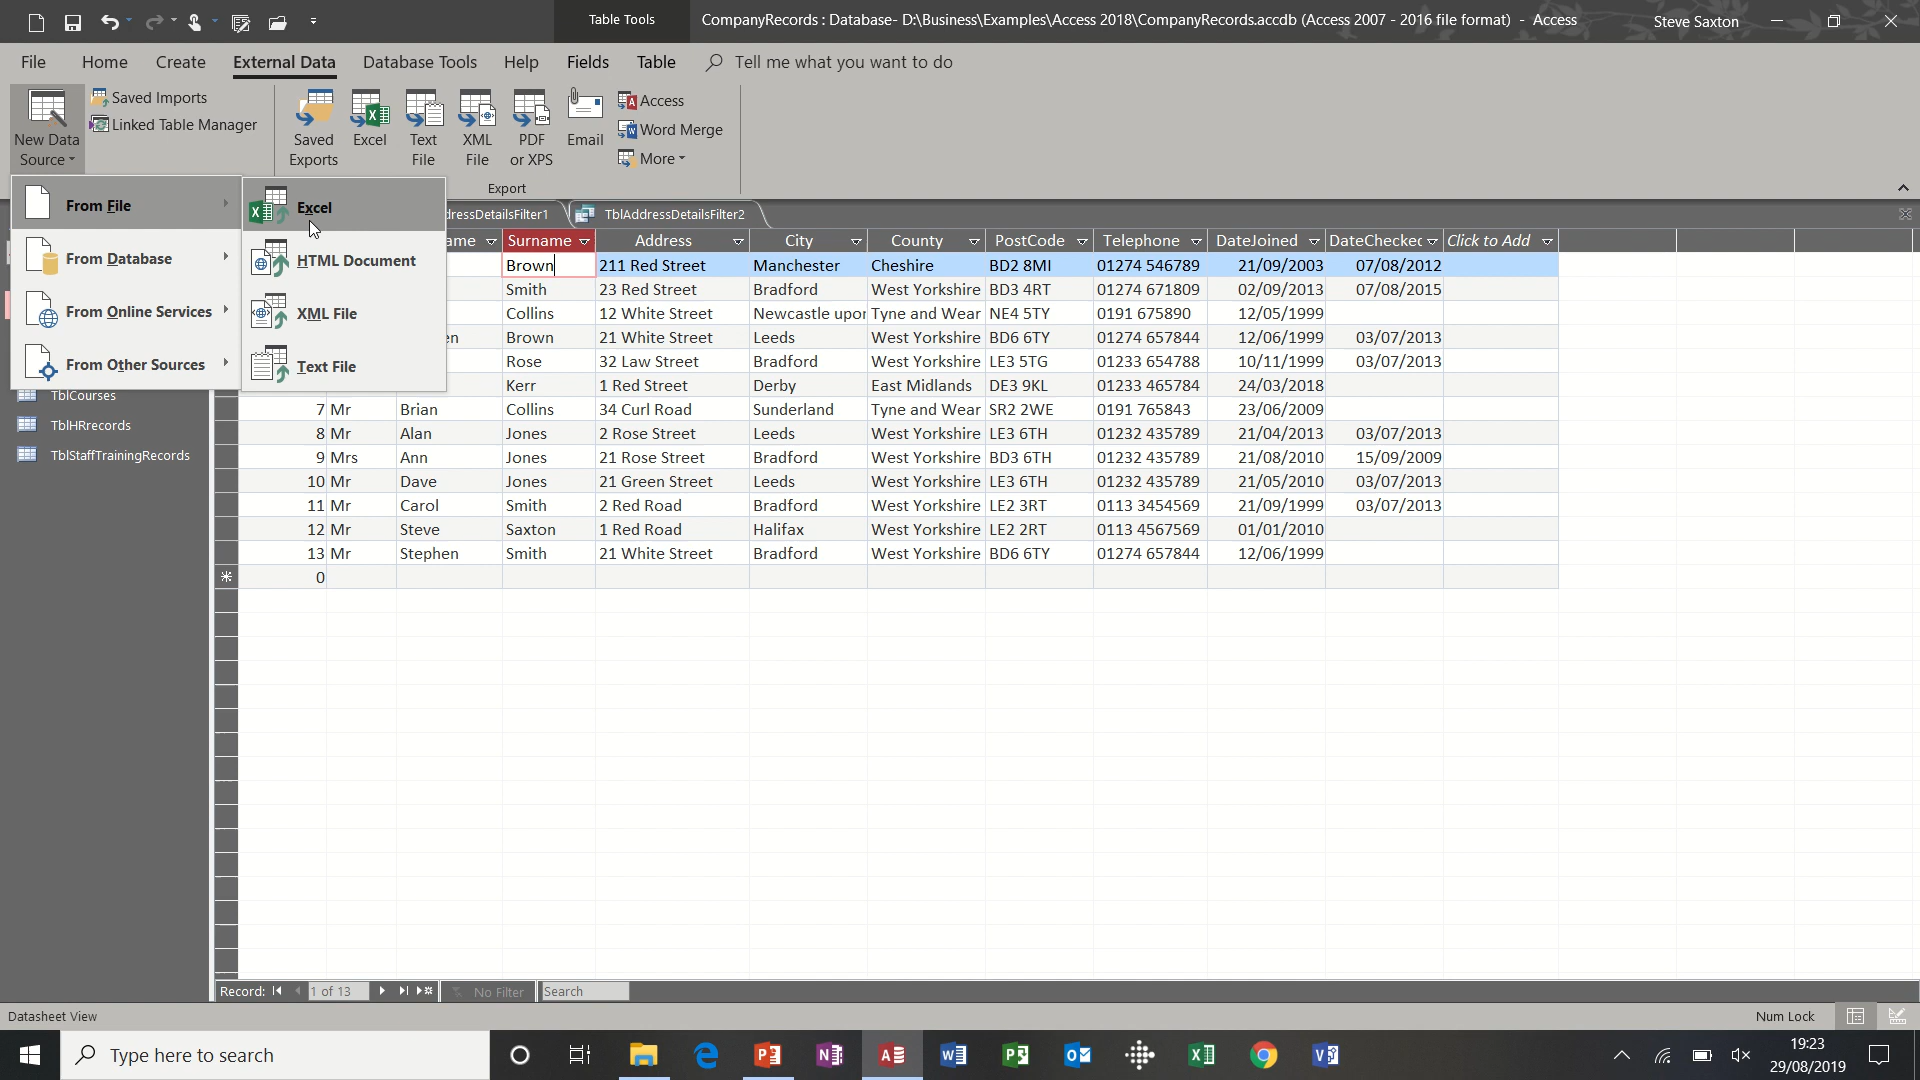 Table Tools
CompanyRecords : Database- D:\Business\Examples\Access 2018\CompanyRecords.accdb (Access 2007 - 2016 file format) - Access
Steve Saxton
File Home Create External Data Database Tools Help Fields Table Tell me what you want to do
New Data Source
Saved Imports
Linked Table Manager
Saved Exports
Excel
Text File
XML File
PDF or XPS
Email
Access
Word Merge
More
Export
From File
From Database
From Online Services
From Other Sources
Excel
HTML Document
XML File
Text File
TblCourses
TblHRrecords
TblStaffTrainingRecords
dressDetailsFilter1
TblAddressDetailsFilter2
ame Surname Address City County PostCode Telephone DateJoined DateChecked Click to Add
Brown 211 Red Street Manchester Cheshire BD2 8MI 01274 546789 21/09/2003 07/08/2012
Smith 23 Red Street Bradford West Yorkshire BD3 4RT 01274 671809 02/09/2013 07/08/2015
Collins 12 White Street Newcastle upor Tyne and Wear NE4 5TY 0191 675890 12/05/1999
en Brown 21 White Street Leeds West Yorkshire BD6 6TY 01274 657844 12/06/1999 03/07/2013
Rose 32 Law Street Bradford West Yorkshire LE3 5TG 01233 654788 10/11/1999 03/07/2013
Kerr 1 Red Street Derby East Midlands DE3 9KL 01233 465784 24/03/2018
7 Mr Brian Collins 34 Curl Road Sunderland Tyne and Wear SR2 2WE 0191 765843 23/06/2009
8 Mr Alan Jones 2 Rose Street Leeds West Yorkshire LE3 6TH 01232 435789 21/04/2013 03/07/2013
9 Mrs Ann Jones 21 Rose Street Bradford West Yorkshire BD3 6TH 01232 435789 21/08/2010 15/09/2009
10 Mr Dave Jones 21 Green Street Leeds West Yorkshire LE3 6TH 01232 435789 21/05/2010 03/07/2013
11 Mr Carol Smith 2 Red Road Bradford West Yorkshire LE2 3RT 0113 3454569 21/09/1999 03/07/2013
12 Mr Steve Saxton 1 Red Road Halifax West Yorkshire LE2 2RT 0113 4567569 01/01/2010
13 Mr Stephen Smith 21 White Street Bradford West Yorkshire BD6 6TY 01274 657844 12/06/1999
0
Record: 1 of 13 No Filter Search
Datasheet View
Num Lock
Type here to search
19:23
29/08/2019